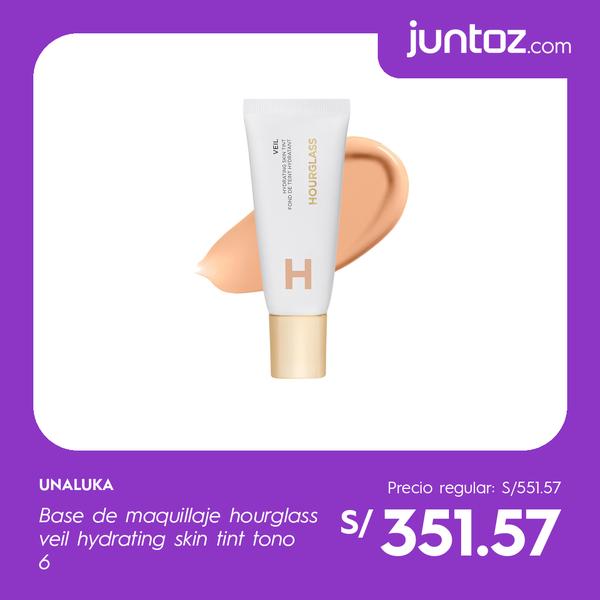 juntoz.com
VEIL
HYDRATING SKIN TINT
FOND DE TEINT HYDRATANT
HOURGLASS
H
UNALUKA
Base de maquillaje hourglass
veil hydrating skin tint tono
6
Precio regular: S/551.57
S/ 351.57